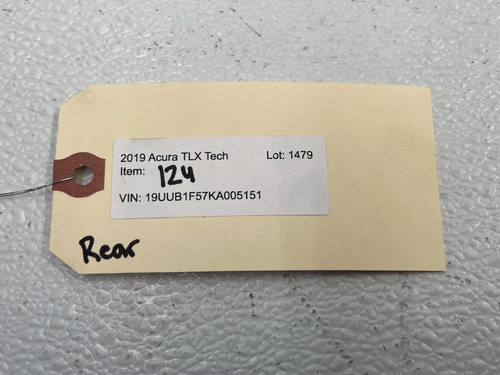 2019 Acura TLX Tech Lot: 1479
Item: 124
VIN: 19UUB1F57KA005151
Rear